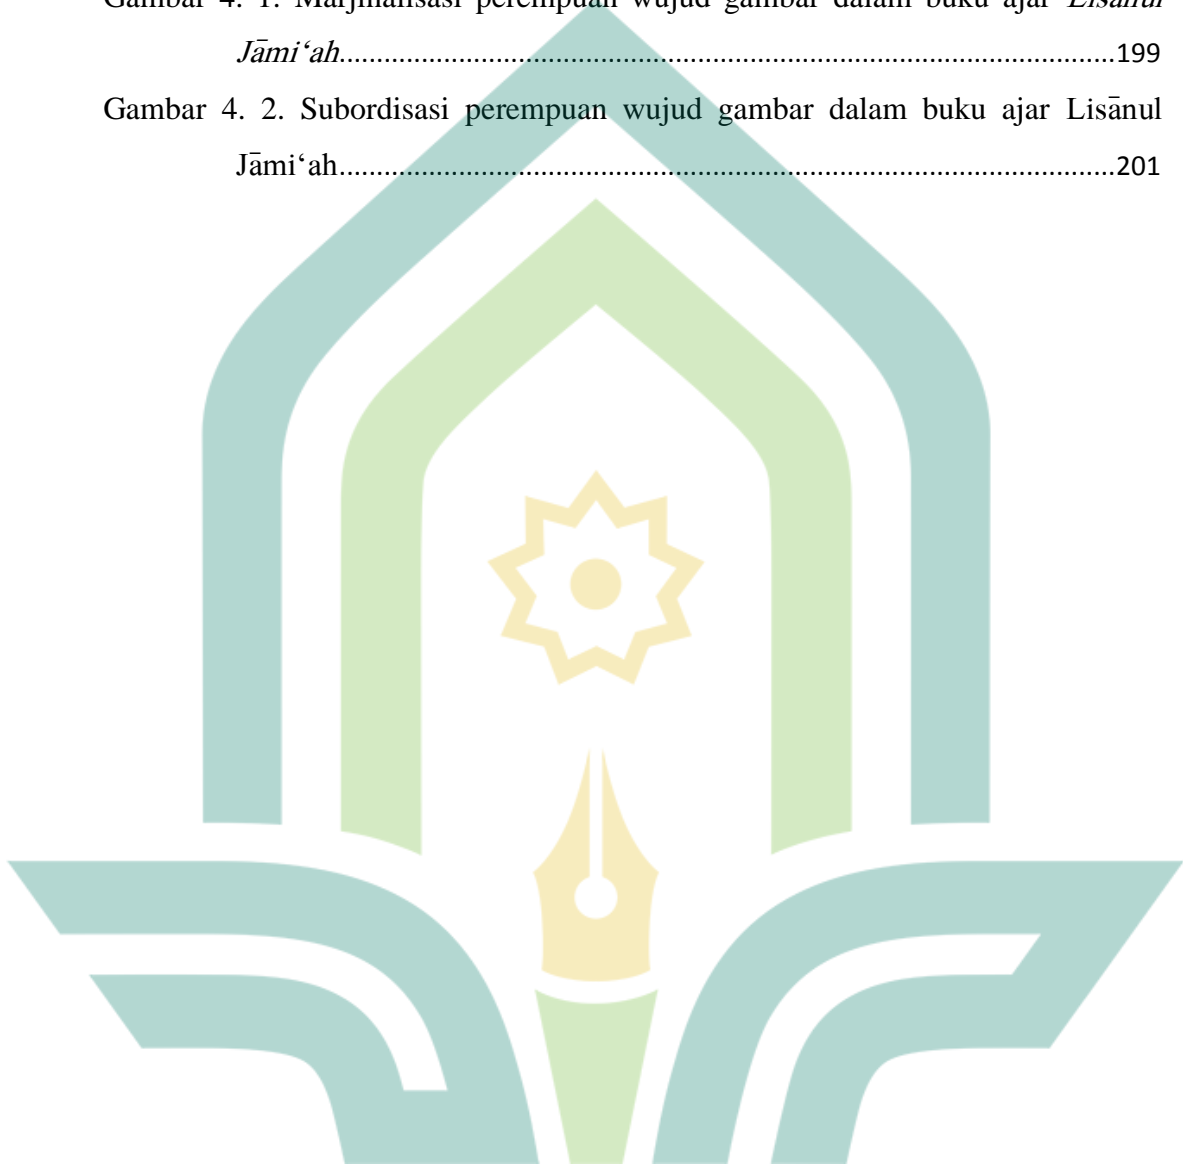 Gambar 4. 1. Marjinalisasi perempuan wujud gambar dalam buku ajar Lisānul
Jāmi‘ah.....................................................................................................199
Gambar 4. 2. Subordisasi perempuan wujud gambar dalam buku ajar Lisānul
Jāmi‘ah.....................................................................................................201